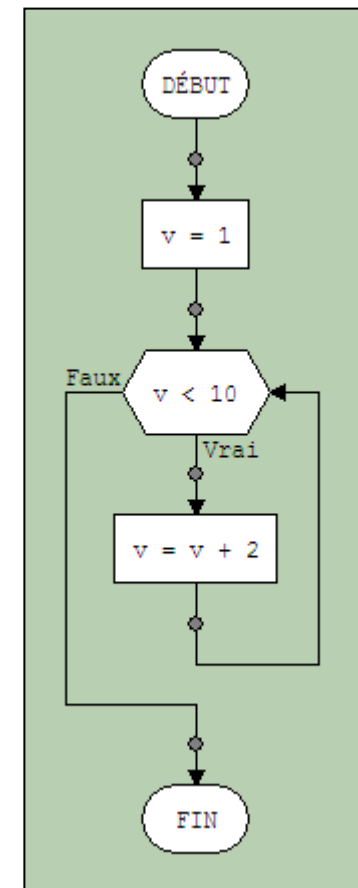 DÉBUT
v = 1
Faux
v < 10
Vrai
v = v + 2
FIN